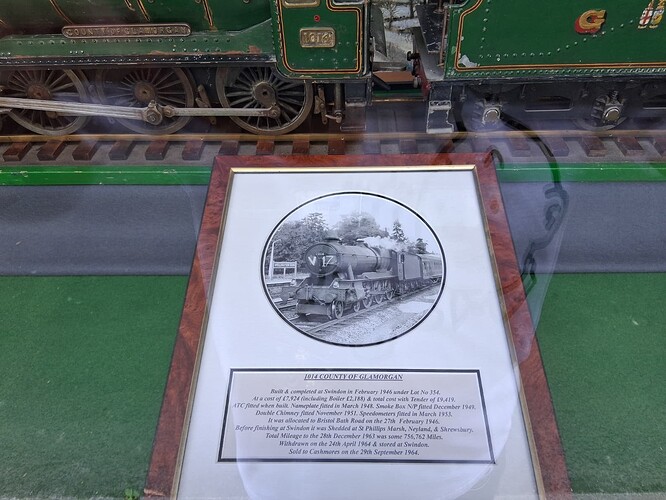 COUNTY OF GLAMORGAN
1014
G
V17
1014 COUNTY OF GLAMORGAN
Built & completed at Swindon in February 1946 under Lot No 354.
At a cost of £7,924 (including Boiler £2,188) & total cost with Tender of £9,419.
ATC fitted when built. Nameplate fitted in March 1948. Smoke Box N/P fitted December 1949.
Double Chimney fitted November 1951. Speedometers fitted in March 1953.
It was allocated to Bristol Bath Road on the 27th February 1946.
Before finishing at Swindon it was Shedded at St Phillips Marsh, Neyland, & Shrewsbury.
Total Mileage to the 28th December 1963 was some 756,762 Miles.
Withdrawn on the 24th April 1964 & stored at Swindon.
Sold to Cashmores on the 29th September 1964.